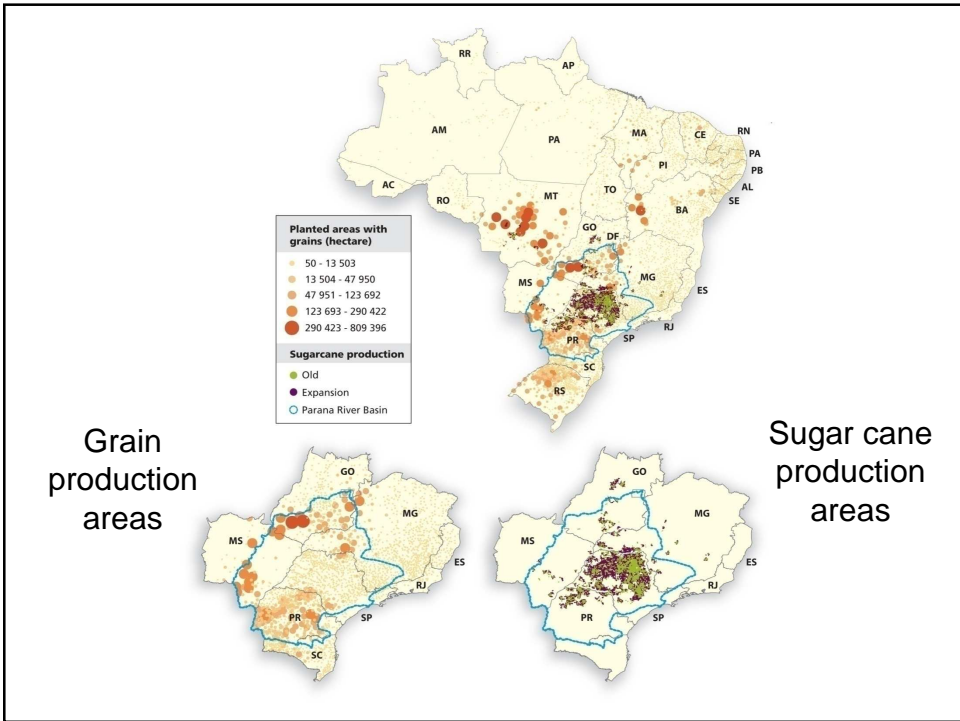 RR
AP
AM
PA
MA
CE
RN
PA
PB
PI
AL
SE
AC
RO
MT
TO
BA
GO
DF
MG
MS
ES
RJ
SP
PR
SC
RS
Planted areas with
grains (hectare)
50 - 13 503
13 504 - 47 950
47 951 - 123 692
123 693 - 290 422
290 423 - 809 396
Sugarcane production
Old
Expansion
Parana River Basin
Grain
production
areas
GO
MG
MS
ES
RJ
SP
PR
SC
Sugar cane
production
areas
GO
MG
MS
ES
RJ
SP
PR